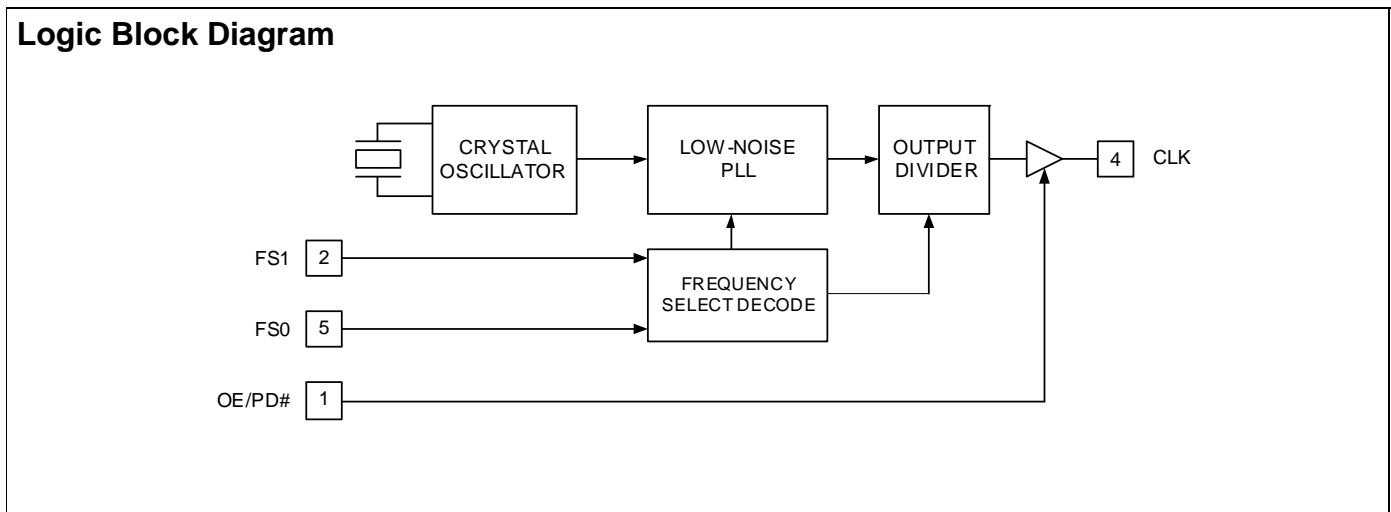 Logic Block Diagram
CRYSTAL
OSCILLATOR
LOW-NOISE
PLL
OUTPUT
DIVIDER
4 CLK
FS1 2
FREQUENCY
SELECT DECODE
FS0 5
OE/PD# 1